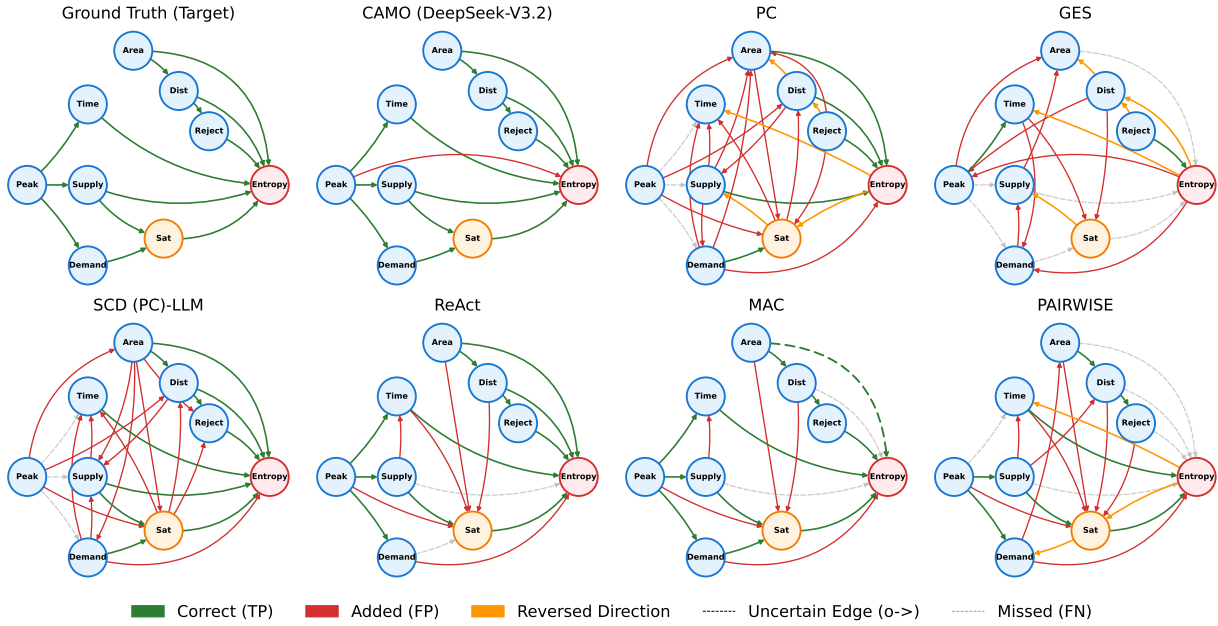 Ground Truth (Target)
Area
Dist
Time
Reject
Peak
Supply
Entropy
Sat
Demand
CAMO (DeepSeek-V3.2)
Area
Dist
Time
Reject
Peak
Supply
Entropy
Sat
Demand
PC
Area
Dist
Time
Reject
Peak
Supply
Entropy
Sat
Demand
GES
Area
Dist
Time
Reject
Peak
Supply
Entropy
Sat
Demand
SCD (PC)-LLM
Area
Dist
Time
Reject
Peak
Supply
Entropy
Sat
Demand
ReAct
Area
Dist
Time
Reject
Peak
Supply
Entropy
Sat
Demand
MAC
Area
Dist
Time
Reject
Peak
Supply
Entropy
Sat
Demand
PAIRWISE
Area
Dist
Time
Reject
Peak
Supply
Entropy
Sat
Demand
Correct (TP)
Added (FP)
Reversed Direction
Uncertain Edge (o->)
Missed (FN)